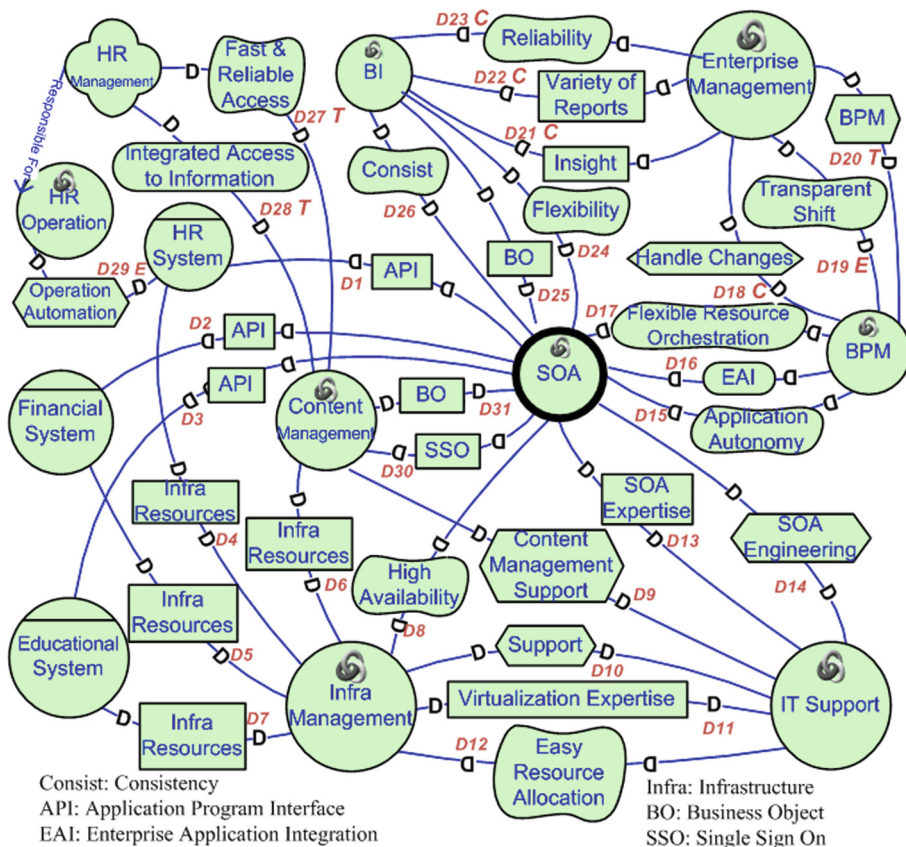 D23 C
HR
Management
Fast &
Reliable
Access
BI
Reliability
Enterprise
Management
D22 C
Variety of
Reports
BPM
D27 T
D21 C
Insight
D20 T
Responsible For
Integrated Access
to Information
Consist
Transparent
Shift
HR
Operation
D28 T
D26
Flexibility
HR
System
D24
D19 E
D29 E
Operation
Automation
D1
API
BO
Handle Changes
D25
D18 C
D2
API
D17
Flexible Resource
Orchestration
SOA
BPM
API
D16
EAI
Financial
System
D3
Content
Management
BO
D31
D15
Application
Autonomy
SSO
D30
Infra
Resources
SOA
Expertise
D4
Infra
Resources
Content
Management
Support
D13
SOA
Engineering
D6
High
Availability
D14
Infra
Resources
D9
Educational
System
D5
D8
Support
D10
Infra
Management
Virtualization Expertise
IT Support
Infra
Resources
D7
D11
D12
Easy
Resource
Allocation
Consist: Consistency
API: Application Program Interface
EAI: Enterprise Application Integration
Infra: Infrastructure
BO: Business Object
SSO: Single Sign On